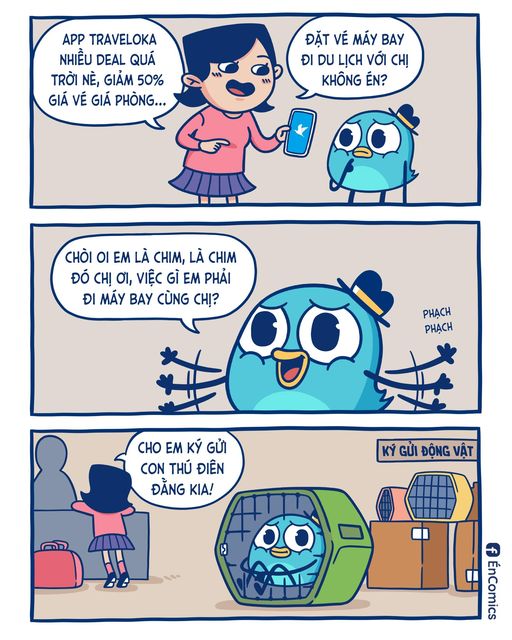 APP TRAVELOKA
NHIỀU DEAL QUÁ
TRỜI NÈ, GIẢM 50%
GIÁ VÉ GIÁ PHÒNG...
ĐẶT VÉ MÁY BAY
ĐI DU LỊCH VỚI CHỊ
KHÔNG ÉN?
CHỜI OI EM LÀ CHIM, LÀ CHIM
ĐÓ CHỊ ƠI, VIỆC GÌ EM PHẢI
ĐI MÁY BAY CÙNG CHỊ?
PHẠCH
PHẠCH
CHO EM KÝ GỬI
CON THÚ ĐIÊN
ĐẰNG KIA!
KÝ GỬI ĐỘNG VẬT
ÉnComics